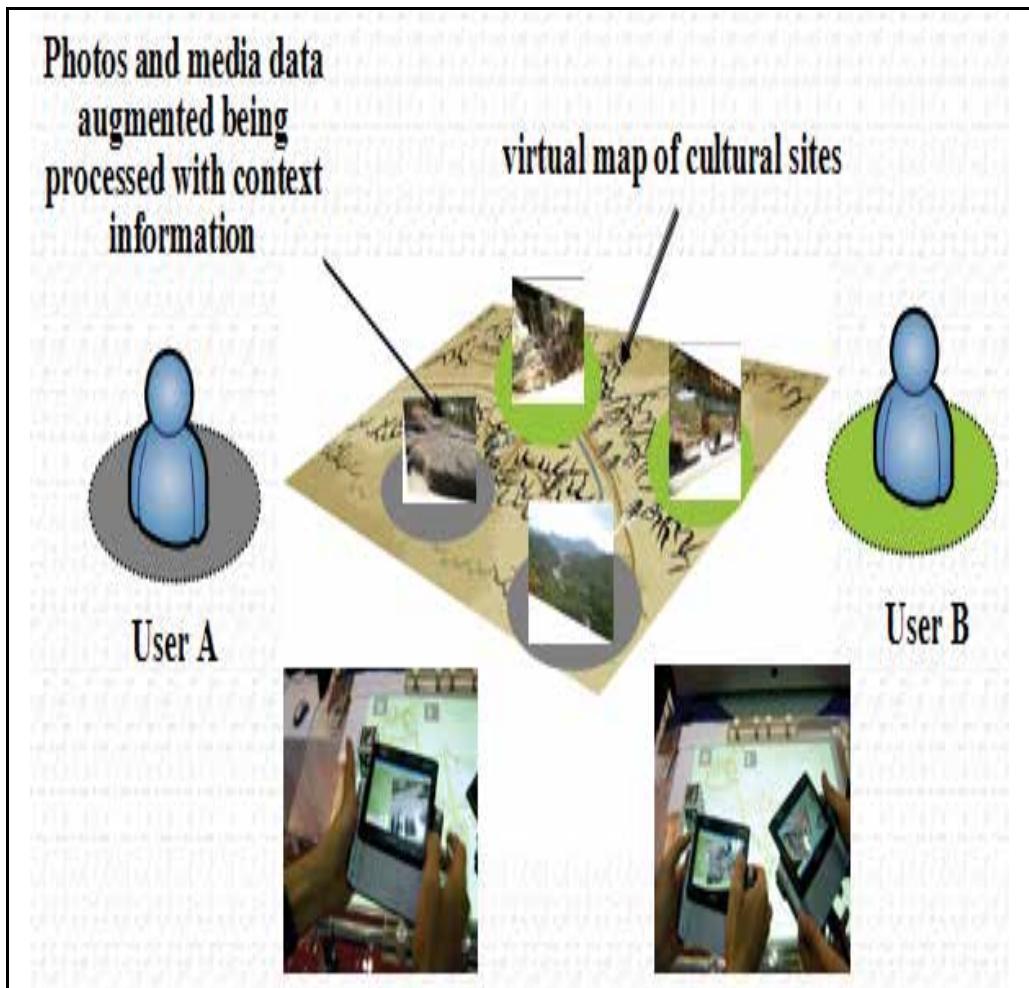 Photos and media data
augmented being
processed with context
information
virtual map of cultural sites
User A
User B